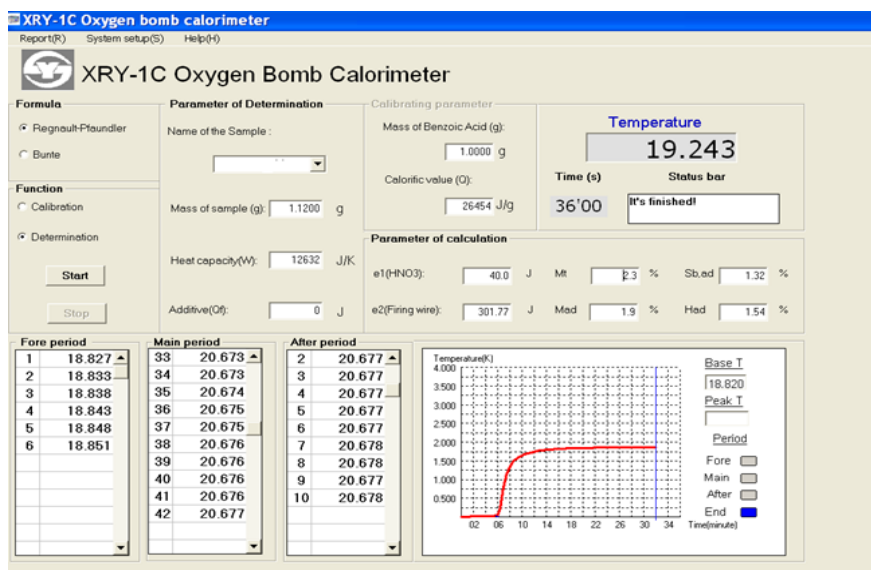 XRY-1C Oxygen bomb calorimeter
Report(R) System setup(S) Help(H)
XRY-1C Oxygen Bomb Calorimeter
Formula
Regnault-Pfaundler
Bunte
Function
Calibration
Determination
Start
Stop
Parameter of Determination
Name of the Sample :
Mass of sample (g): 1.1200 g
Heat capacity(W): 12632 J/K
Additive(Qf): 0 J
Calibrating parameter
Mass of Benzoic Acid (g):
1.0000 g
Calorific value (Q):
26454 J/g
Temperature
19.243
Time (s) Status bar
36'00 It's finished!
Parameter of calculation
e1(HNO3): 40.0 J Mt 2.3 % Sb,ad 1.32 %
e2(Firing wire): 301.77 J Mad 1.9 % Had 1.54 %
Fore period
1 18.827
2 18.833
3 18.838
4 18.843
5 18.848
6 18.851
Main period
33 20.673
34 20.673
35 20.674
36 20.675
37 20.675
38 20.676
39 20.676
40 20.676
41 20.676
42 20.677
After period
2 20.677
3 20.677
4 20.677
5 20.677
6 20.677
7 20.678
8 20.678
9 20.677
10 20.678
Temperature(K)
4.000
3.500
3.000
2.500
2.000
1.500
1.000
0.500
02 06 10 14 18 22 26 30 34 Time(minute)
Base T
18.820
Peak T
Period
Fore
Main
After
End